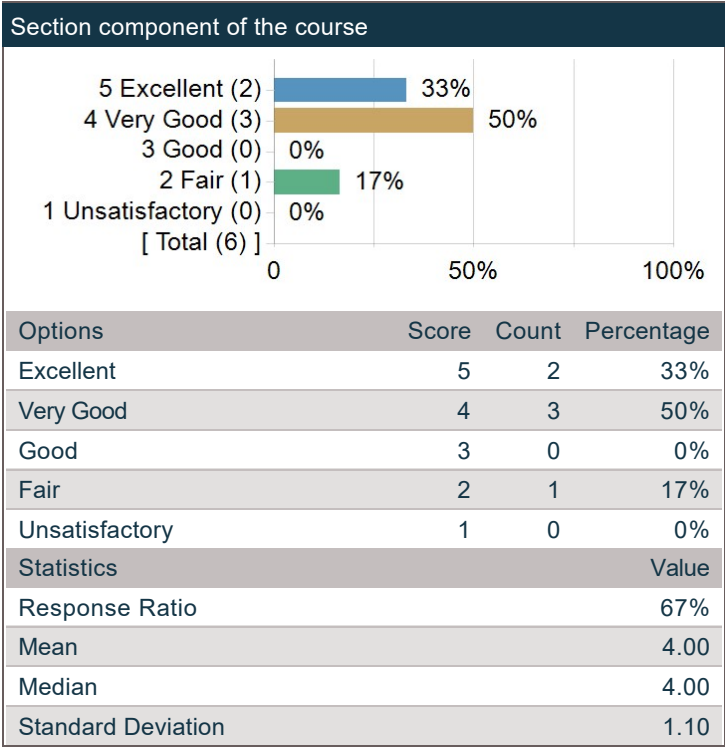 Section component of the course
5 Excellent (2) 33%
4 Very Good (3) 50%
3 Good (0) 0%
2 Fair (1) 17%
1 Unsatisfactory (0) 0%
[ Total (6) ]
0 50% 100%
Options Score Count Percentage
Excellent 5 2 33%
Very Good 4 3 50%
Good 3 0 0%
Fair 2 1 17%
Unsatisfactory 1 0 0%
Statistics Value
Response Ratio 67%
Mean 4.00
Median 4.00
Standard Deviation 1.10